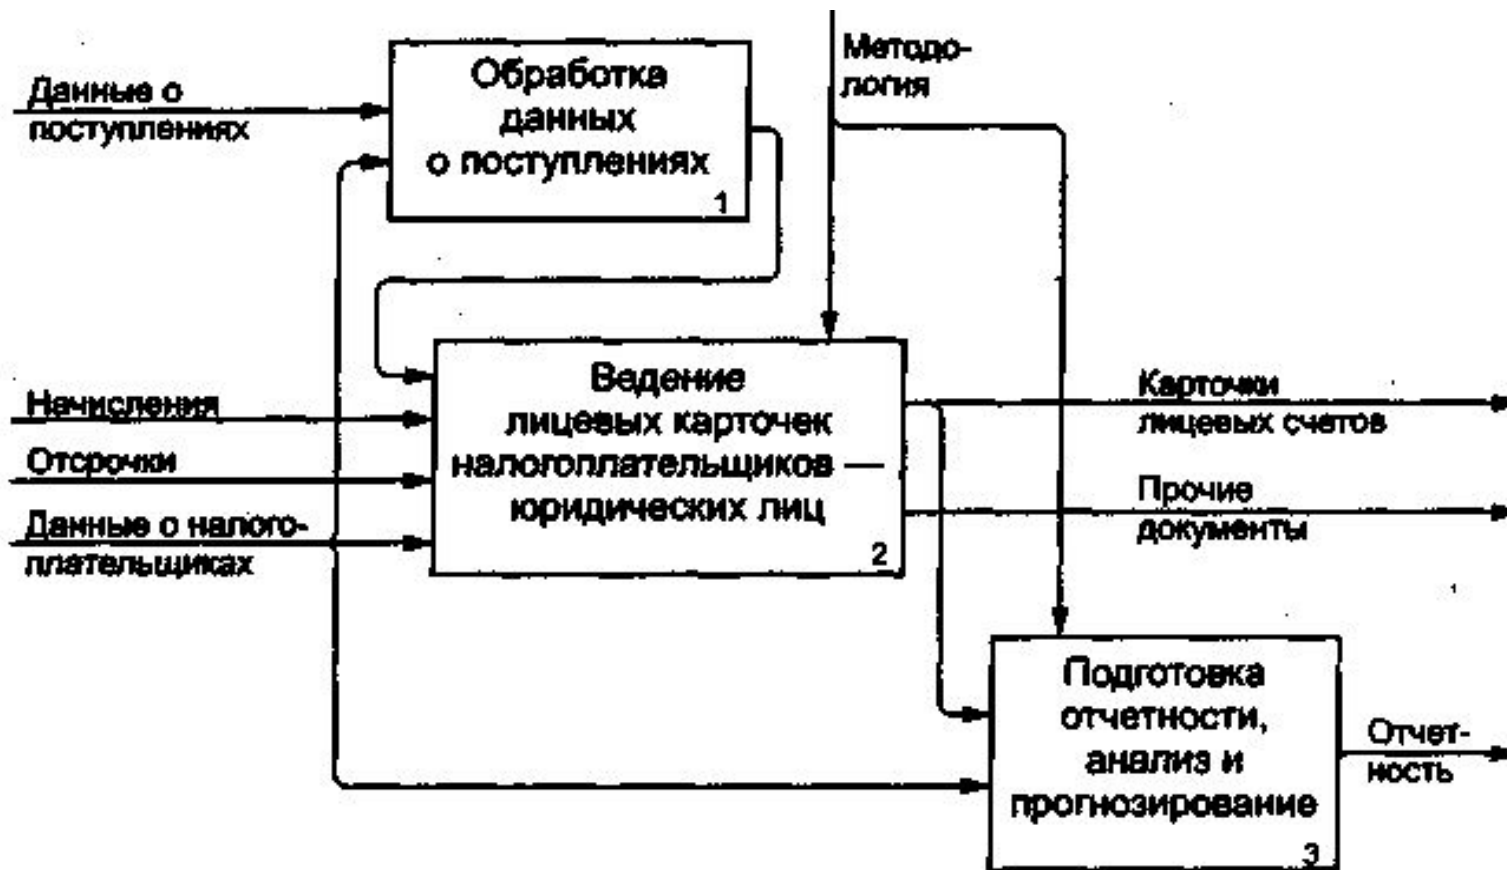 Данные о
поступлениях
Обработка
данных
о поступлениях
1
Методо-
логия
Начисления
Отсрочки
Данные о налого-
плательщиках
Ведение
лицевых карточек
налогоплательщиков —
юридических лиц
2
Карточки
лицевых счетов
Прочие
документы
Подготовка
отчетности,
анализ и
прогнозирование
3
Отчет-
ность